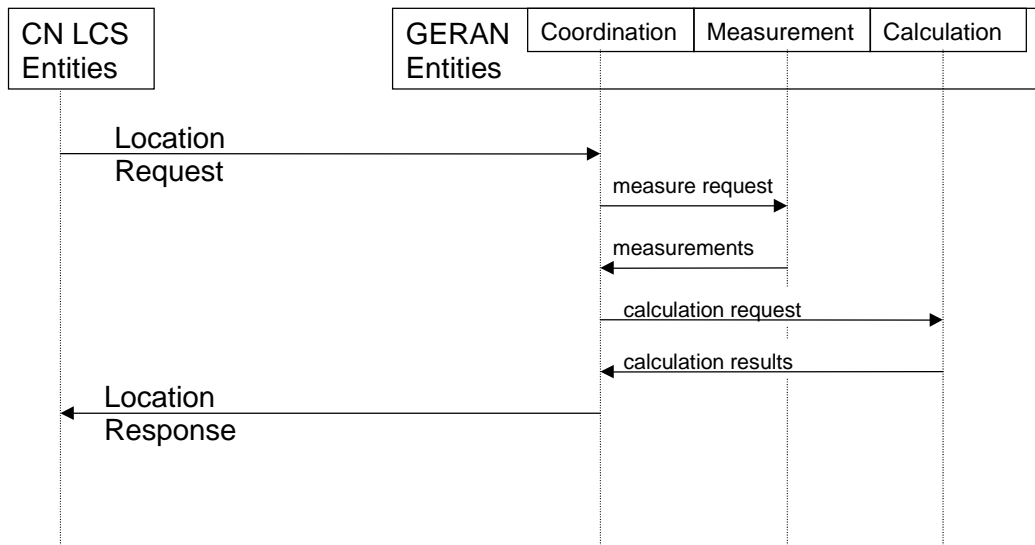 CN LCS
Entities
GERAN
Entities
Coordination
Measurement
Calculation
Location
Request
measure request
measurements
calculation request
calculation results
Location
Response